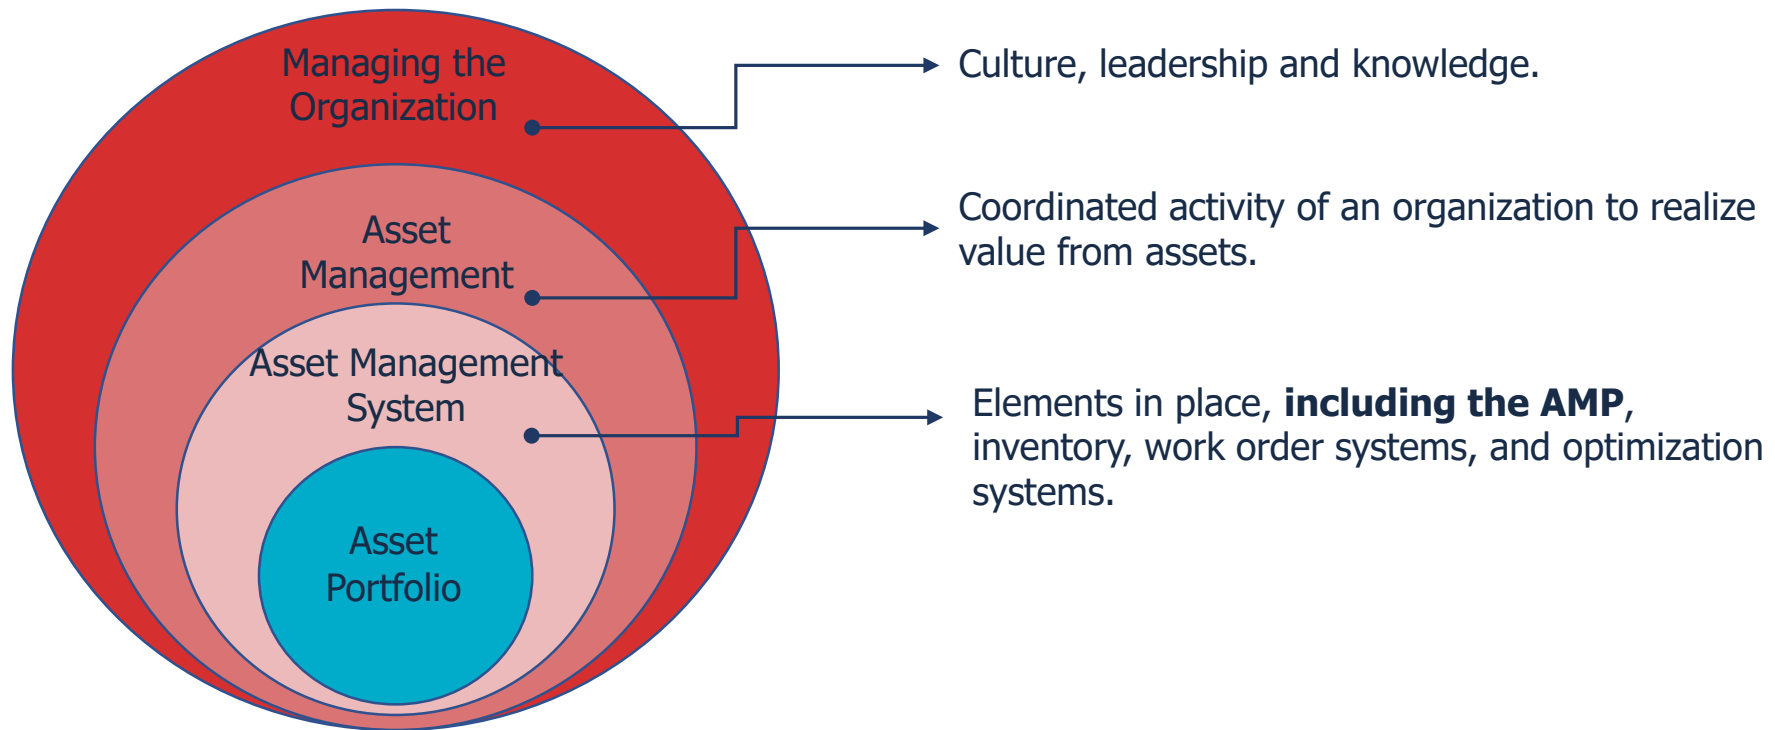 Managing the
Organization
Culture, leadership and knowledge.
Asset
Management
Coordinated activity of an organization to realize
value from assets.
Asset Management
System
Elements in place, including the AMP,
inventory, work order systems, and optimization
systems.
Asset
Portfolio